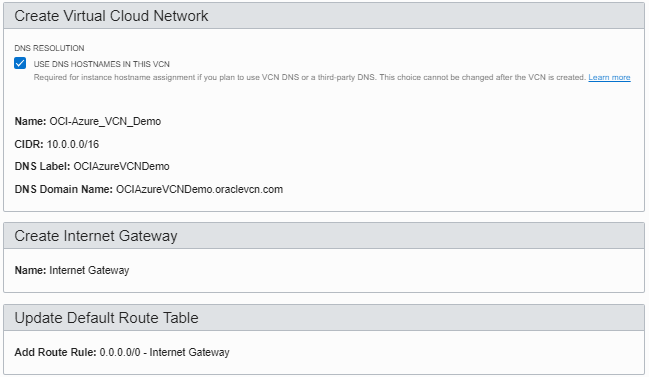 Create Virtual Cloud Network
DNS RESOLUTION
USE DNS HOSTNAMES IN THIS VCN
Required for instance hostname assignment if you plan to use VCN DNS or a third-party DNS. This choice cannot be changed after the VCN is created. Learn more
Name: OCI-Azure_VCN_Demo
CIDR: 10.0.0.0/16
DNS Label: OCIAzureVCNDemo
DNS Domain Name: OCIAzureVCNDemo.oraclevcn.com
Create Internet Gateway
Name: Internet Gateway
Update Default Route Table
Add Route Rule: 0.0.0.0/0 - Internet Gateway